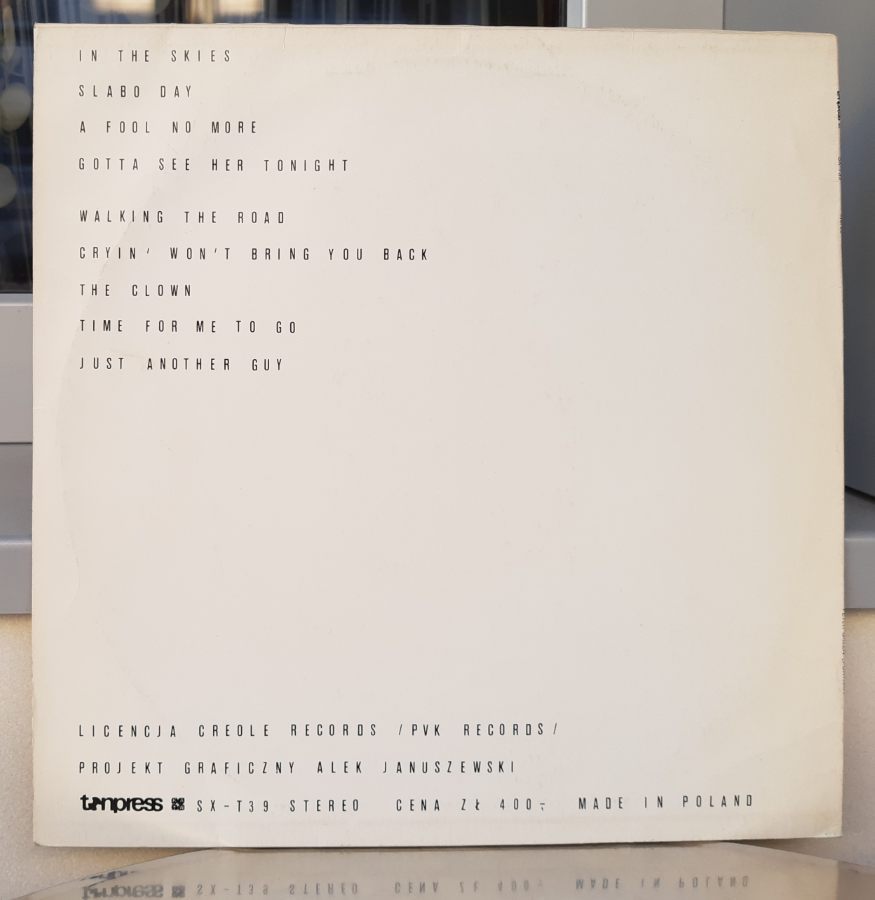 IN THE SKIES
SLABO DAY
A FOOL NO MORE
GOTTA SEE HER TONIGHT
WALKING THE ROAD
CRYIN' WON'T BRING YOU BACK
THE CLOWN
TIME FOR ME TO GO
JUST ANOTHER GUY
LICENCJA CREOLE RECORDS /PVK RECORDS/
PROJEKT GRAFICZNY ALEK JANUSZEWSKI
tonpress SX-T39 STEREO CENA ZŁ 400,- MADE IN POLAND